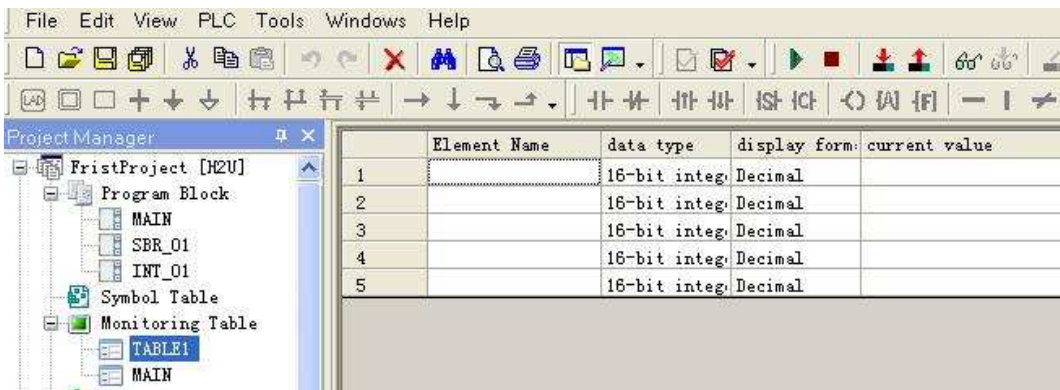 File Edit View PLC Tools Windows Help
LAD S C A F
Project Manager
FristProject [H2U]
Program Block
MAIN
SBR_01
INT_01
Symbol Table
Monitoring Table
TABLE1
MAIN
Element Name data type display form current value
1 16-bit integ Decimal
2 16-bit integ Decimal
3 16-bit integ Decimal
4 16-bit integ Decimal
5 16-bit integ Decimal